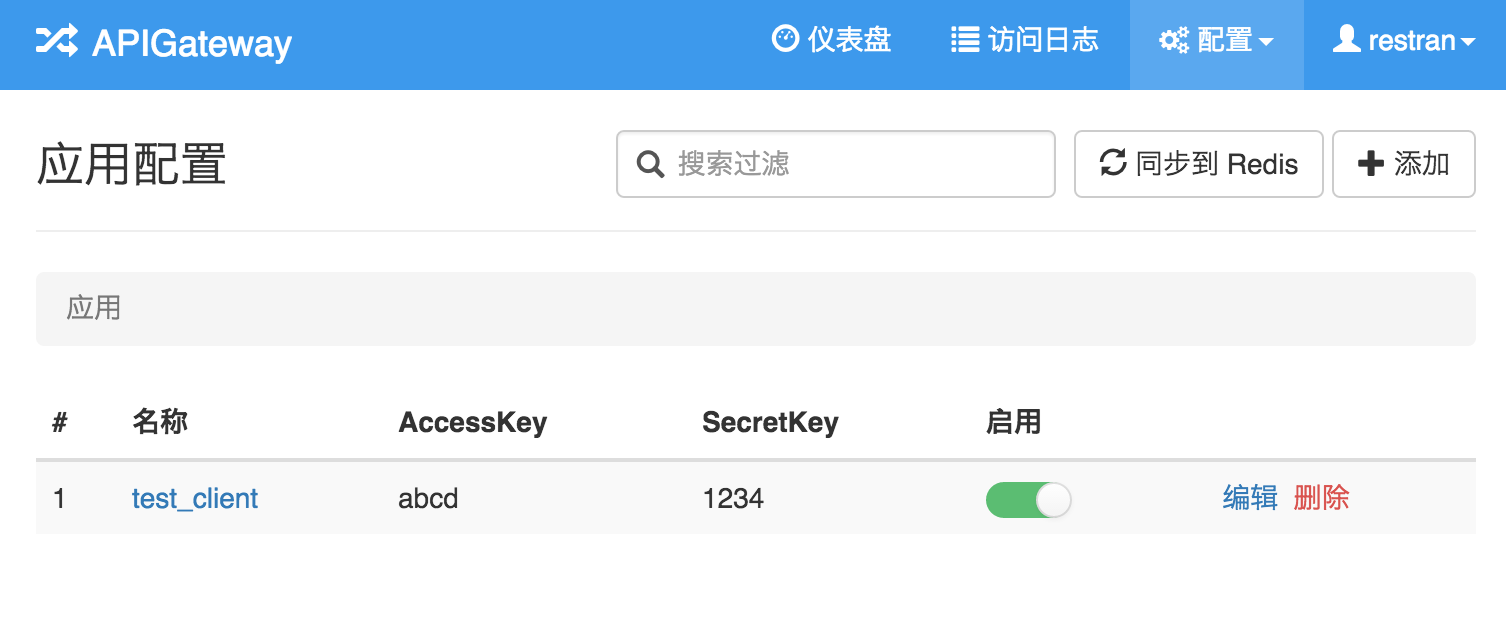 APIGateway 仪表盘 访问日志 配置 restran
应用配置 搜索过滤 同步到 Redis 添加
应用
# 名称 AccessKey SecretKey 启用
1 test_client abcd 1234 编辑 删除